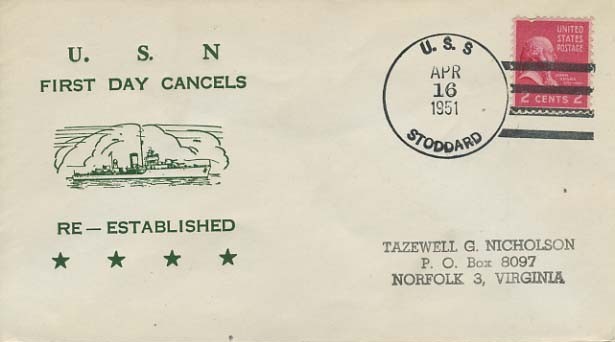 U. S. N
FIRST DAY CANCELS
RE — ESTABLISHED
U. S. S
APR
16
1951
STODDARD
UNITED
STATES
POSTAGE
2 CENTS 2
TAZEWELL G. NICHOLSON
P. O. Box 8097
NORFOLK 3, VIRGINIA